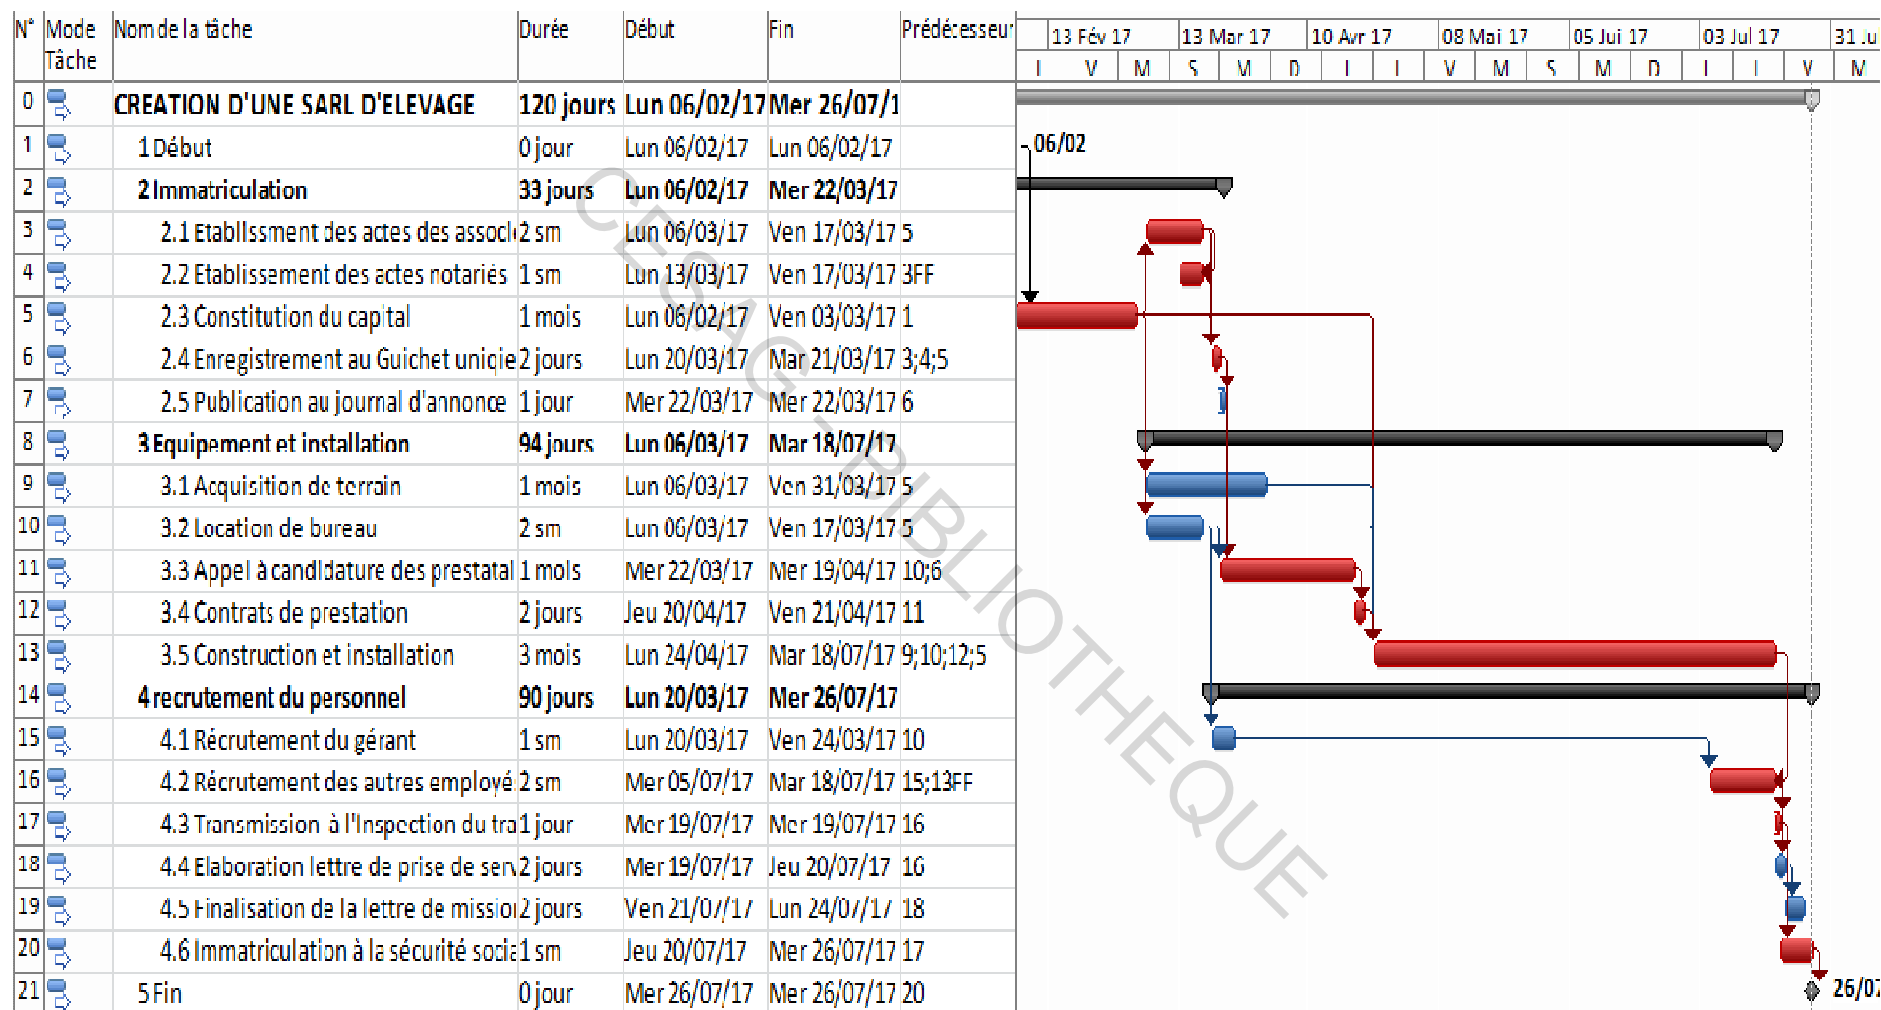 N° Mode Tâche Nom de la tâche Durée Début Fin Prédécesseur
13 Fév 17 13 Mar 17 10 Avr 17 08 Mai 17 05 Jui 17 03 Jul 17 31 Jul
J V M S M D J V M S M D J V M
0 CREATION D'UNE SARL D'ELEVAGE 120 jours Lun 06/02/17 Mer 26/07/1
1 1 Début 0 jour Lun 06/02/17 Lun 06/02/17 06/02
2 2 Immatriculation 33 jours Lun 06/02/17 Mer 22/03/17
3 2.1 Etablissment des actes des associ 2 sm Lun 06/03/17 Ven 17/03/17 5
4 2.2 Etablissement des actes notariés 1 sm Lun 13/03/17 Ven 17/03/17 3FF
5 2.3 Constitution du capital 1 mois Lun 06/02/17 Ven 03/03/17 1
6 2.4 Enregistrement au Guichet uniqie 2 jours Lun 20/03/17 Mar 21/03/17 3;4;5
7 2.5 Publication au journal d'annonce 1 jour Mer 22/03/17 Mer 22/03/17 6
8 3 Equipement et installation 94 jours Lun 06/03/17 Mar 18/07/17
9 3.1 Acquisition de terrain 1 mois Lun 06/03/17 Ven 31/03/17 5
10 3.2 Location de bureau 2 sm Lun 06/03/17 Ven 17/03/17 5
11 3.3 Appel à candidature des prestatai 1 mois Mer 22/03/17 Mer 19/04/17 10;6
12 3.4 Contrats de prestation 2 jours Jeu 20/04/17 Ven 21/04/17 11
13 3.5 Construction et installation 3 mois Lun 24/04/17 Mar 18/07/17 9;10;12;5
14 4 recrutement du personnel 90 jours Lun 20/03/17 Mer 26/07/17
15 4.1 Récrutement du gérant 1 sm Lun 20/03/17 Ven 24/03/17 10
16 4.2 Récrutement des autres employé 2 sm Mer 05/07/17 Mar 18/07/17 15;13FF
17 4.3 Transmission à l'Inspection du tra 1 jour Mer 19/07/17 Mer 19/07/17 16
18 4.4 Elaboration lettre de prise de serv 2 jours Mer 19/07/17 Jeu 20/07/17 16
19 4.5 Finalisation de la lettre de mission 2 jours Ven 21/07/17 Lun 24/07/17 18
20 4.6 Immatriculation à la sécurité socia 1 sm Jeu 20/07/17 Mer 26/07/17 17
21 5 Fin 0 jour Mer 26/07/17 Mer 26/07/17 20 26/07
CESAG - BIBLIOTHEQUE